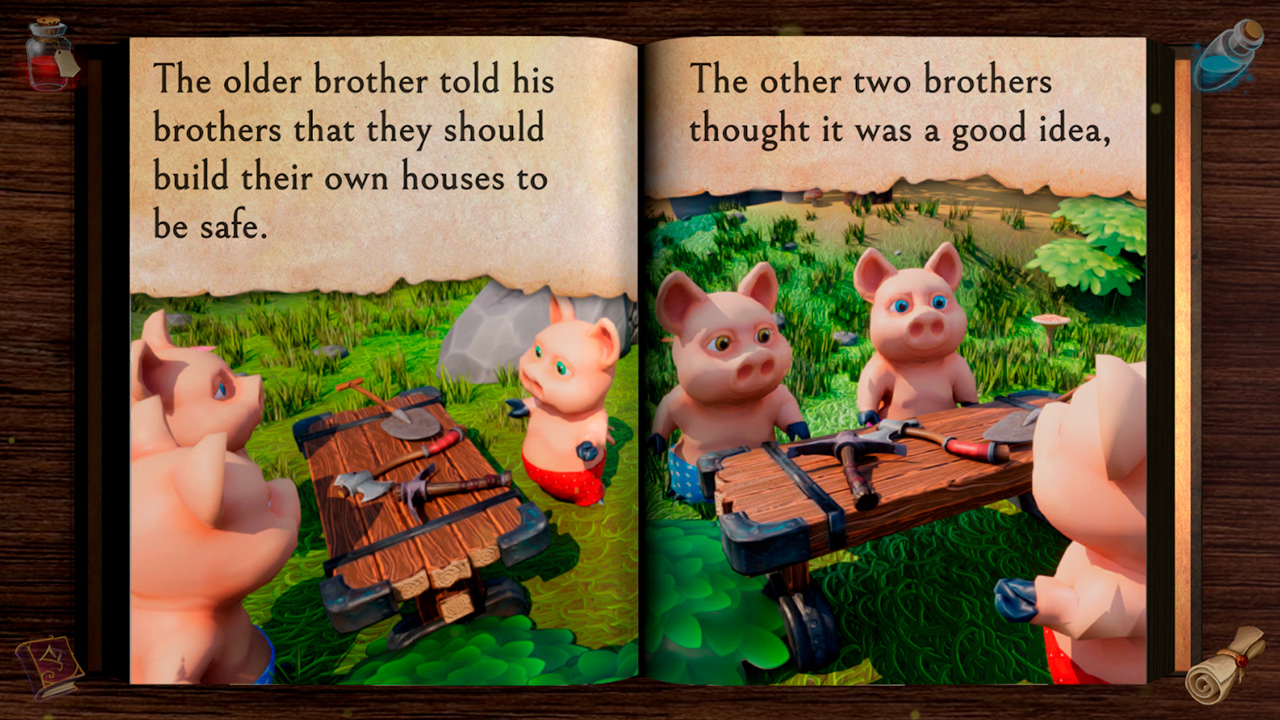 The older brother told his
brothers that they should
build their own houses to
be safe.
The other two brothers
thought it was a good idea,